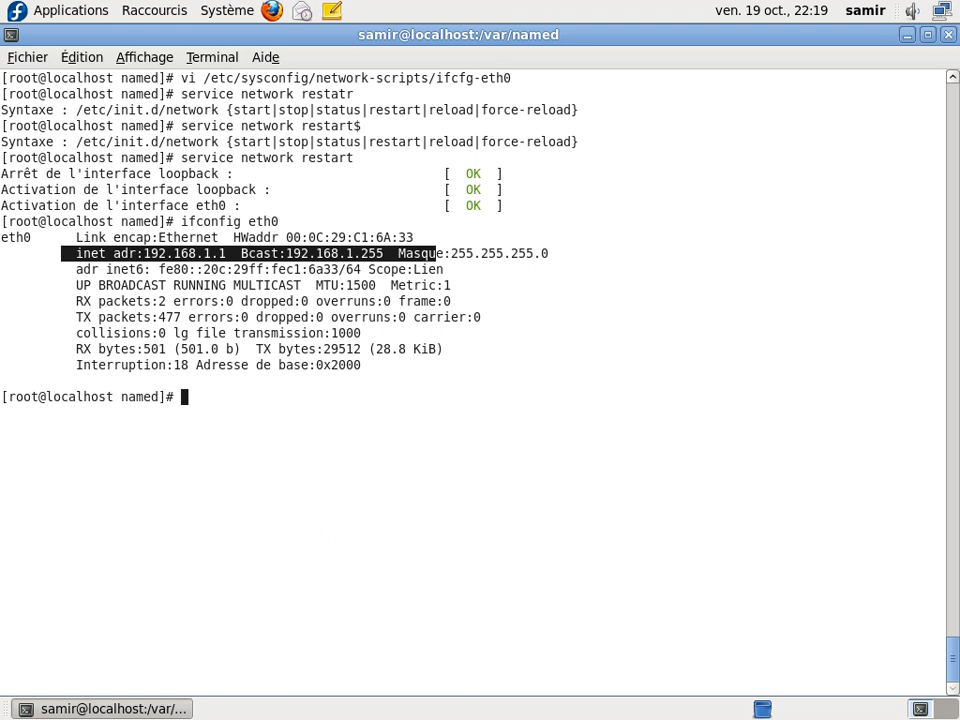 Applications Raccourcis Système ven. 19 oct., 22:19 samir
samir@localhost:/var/named
Fichier Édition Affichage Terminal Aide
[root@localhost named]# vi /etc/sysconfig/network-scripts/ifcfg-eth0
[root@localhost named]# service network restatr
Syntaxe : /etc/init.d/network {start|stop|status|restart|reload|force-reload}
[root@localhost named]# service network restart$
Syntaxe : /etc/init.d/network {start|stop|status|restart|reload|force-reload}
[root@localhost named]# service network restart
Arrêt de l'interface loopback : [ OK ]
Activation de l'interface loopback : [ OK ]
Activation de l'interface eth0 : [ OK ]
[root@localhost named]# ifconfig eth0
eth0 Link encap:Ethernet HWaddr 00:0C:29:C1:6A:33
inet adr:192.168.1.1 Bcast:192.168.1.255 Masque:255.255.255.0
adr inet6: fe80::20c:29ff:fec1:6a33/64 Scope:Lien
UP BROADCAST RUNNING MULTICAST MTU:1500 Metric:1
RX packets:2 errors:0 dropped:0 overruns:0 frame:0
TX packets:477 errors:0 dropped:0 overruns:0 carrier:0
collisions:0 lg file transmission:1000
RX bytes:501 (501.0 b) TX bytes:29512 (28.8 KiB)
Interruption:18 Adresse de base:0x2000
[root@localhost named]#
samir@localhost:/var/...